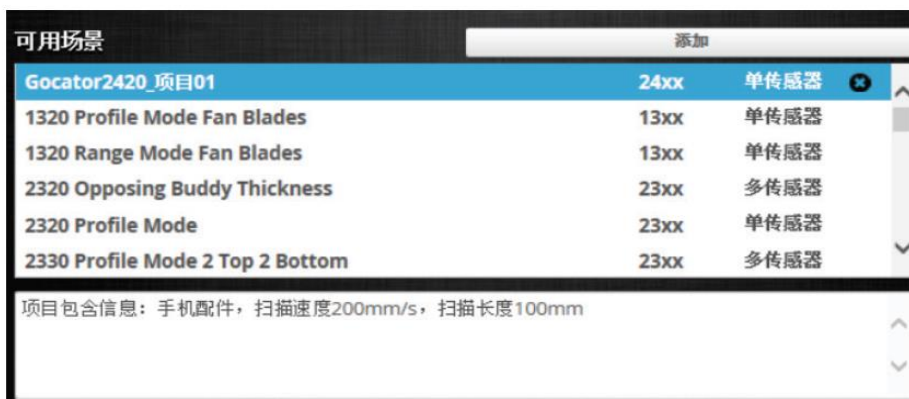 可用场景 添加
Gocator2420_项目01 24xx 单传感器
1320 Profile Mode Fan Blades 13xx 单传感器
1320 Range Mode Fan Blades 13xx 单传感器
2320 Opposing Buddy Thickness 23xx 多传感器
2320 Profile Mode 23xx 单传感器
2330 Profile Mode 2 Top 2 Bottom 23xx 多传感器
项目包含信息：手机配件，扫描速度200mm/s，扫描长度100mm